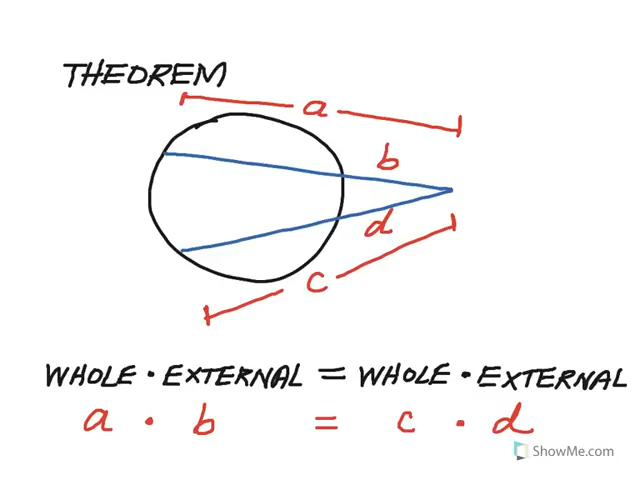 THEOREM
a
b
d
c
WHOLE · EXTERNAL = WHOLE · EXTERNAL
a · b = c · d
ShowMe.com